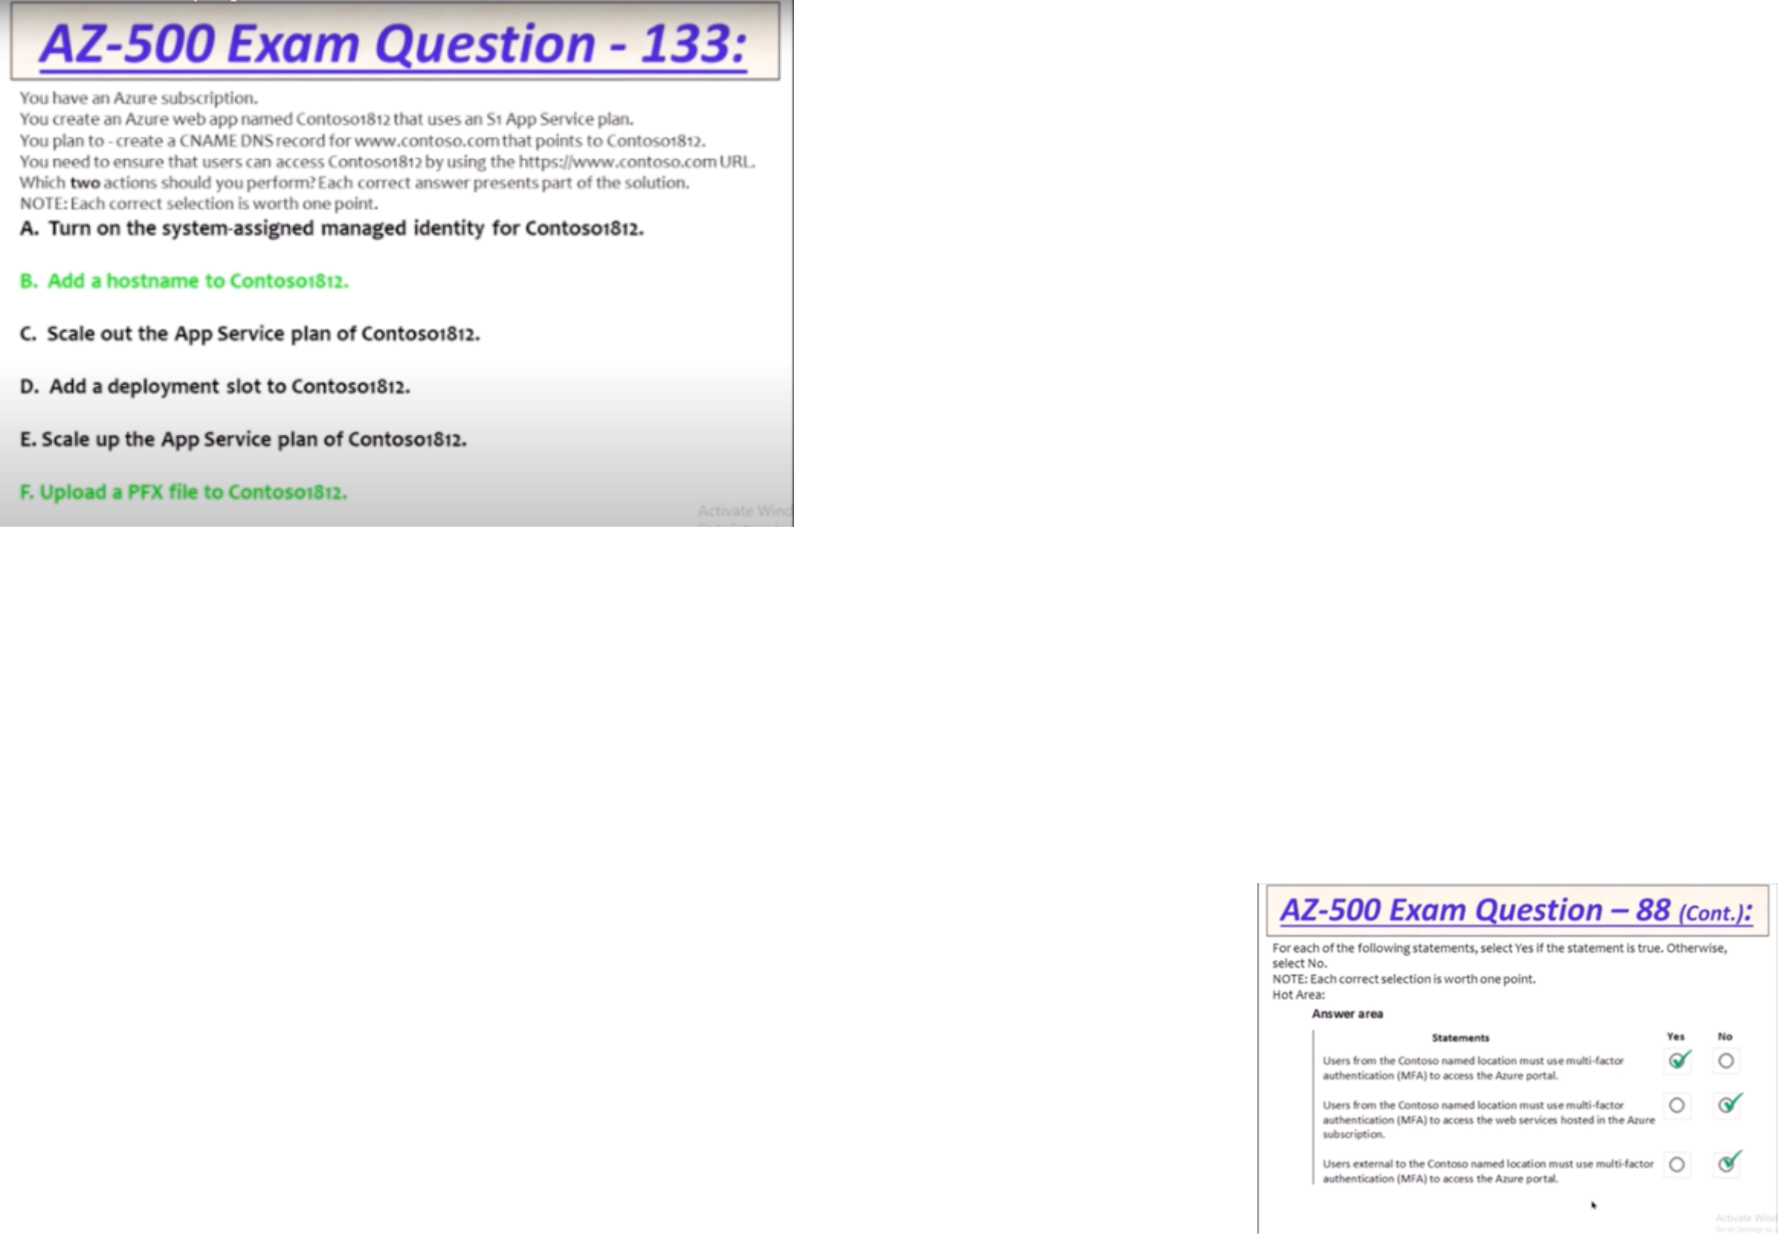 AZ-500 Exam Question - 133:
You have an Azure subscription.
You create an Azure web app named Contoso1812 that uses an S1 App Service plan.
You plan to - create a CNAME DNS record for www.contoso.com that points to Contoso1812.
You need to ensure that users can access Contoso1812 by using the https://www.contoso.com URL.
Which two actions should you perform? Each correct answer presents part of the solution.
NOTE: Each correct selection is worth one point.
A. Turn on the system-assigned managed identity for Contoso1812.
B. Add a hostname to Contoso1812.
C. Scale out the App Service plan of Contoso1812.
D. Add a deployment slot to Contoso1812.
E. Scale up the App Service plan of Contoso1812.
F. Upload a PFX file to Contoso1812.
Activate Wind
AZ-500 Exam Question – 88 (Cont.):
For each of the following statements, select Yes if the statement is true. Otherwise,
select No.
NOTE: Each correct selection is worth one point.
Hot Area:
Answer area
Statements Yes No
Users from the Contoso named location must use multi-factor
authentication (MFA) to access the Azure portal.
Users from the Contoso named location must use multi-factor
authentication (MFA) to access the web services hosted in the Azure
subscription.
Users external to the Contoso named location must use multi-factor
authentication (MFA) to access the Azure portal.
Activate Wind
Go to Settings to